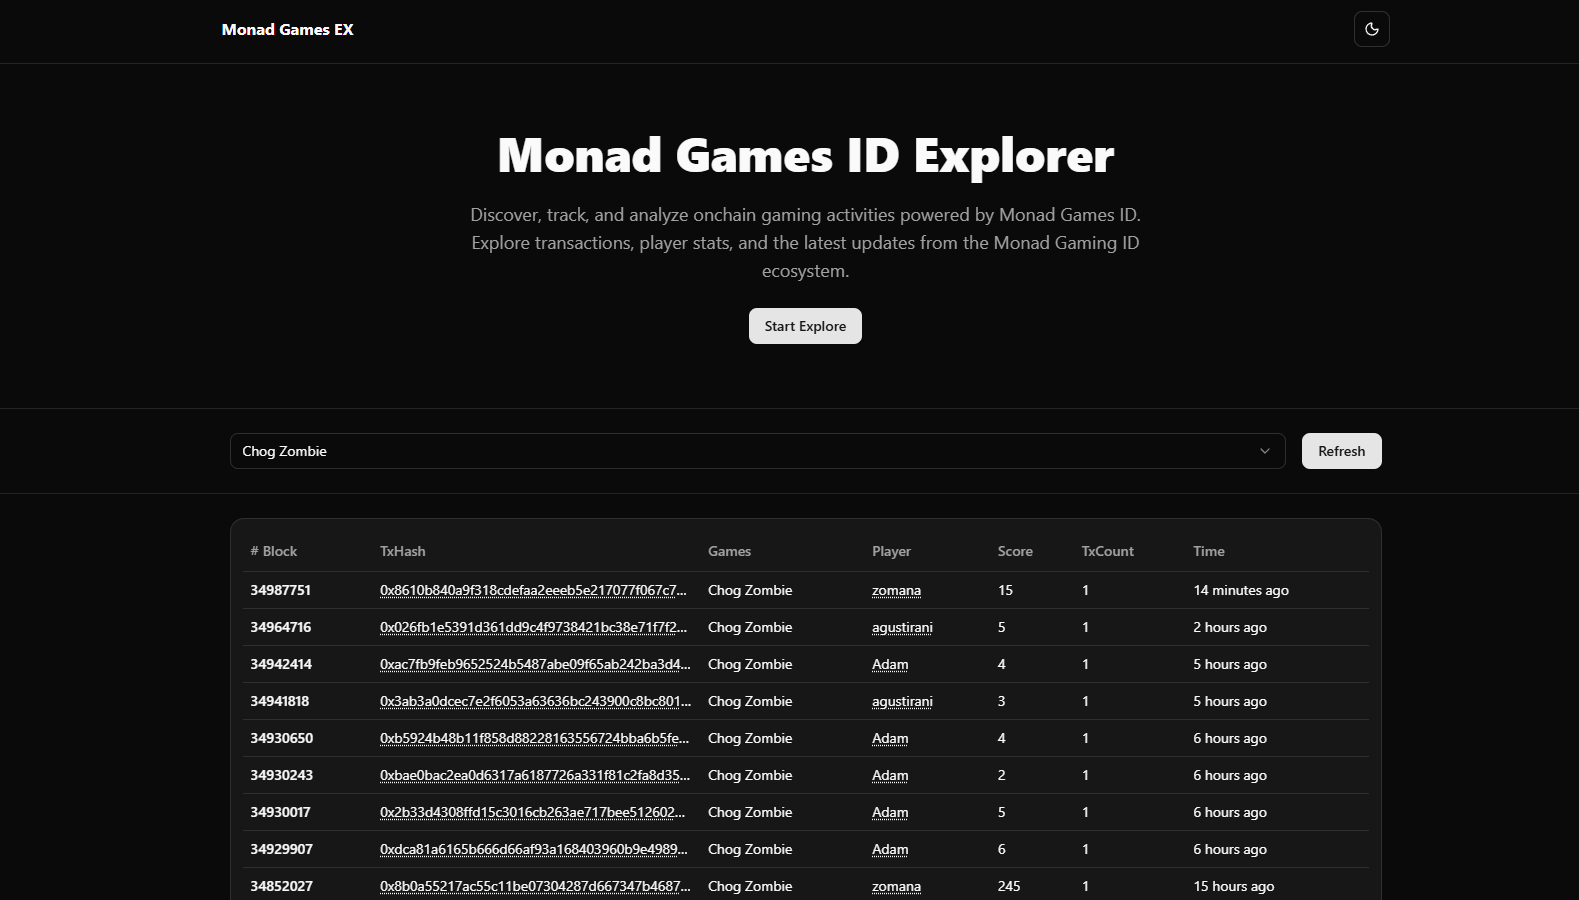 Monad Games EX
Monad Games ID Explorer
Discover, track, and analyze onchain gaming activities powered by Monad Games ID.
Explore transactions, player stats, and the latest updates from the Monad Gaming ID
ecosystem.
Start Explore
Chog Zombie
Refresh
# Block TxHash Games Player Score TxCount Time
34987751 0x8610b840a9f318cdefaa2eeeb5e217077f067c7... Chog Zombie zomana 15 1 14 minutes ago
34964716 0x026fb1e5391d361dd9c4f9738421bc38e71f7f2... Chog Zombie agustirani 5 1 2 hours ago
34942414 0xac7fb9feb9652524b5487abe09f65ab242ba3d4... Chog Zombie Adam 4 1 5 hours ago
34941818 0x3ab3a0dcec7e2f6053a63636bc243900c8bc801... Chog Zombie agustirani 3 1 5 hours ago
34930650 0xb5924b48b11f858d88228163556724bba6b5fe... Chog Zombie Adam 4 1 6 hours ago
34930243 0xbae0bac2ea0d6317a6187726a331f81c2fa8d35... Chog Zombie Adam 2 1 6 hours ago
34930017 0x2b33d4308ffd15c3016cb263ae717bee512602... Chog Zombie Adam 5 1 6 hours ago
34929907 0xdca81a6165b666d66af93a168403960b9e4989... Chog Zombie Adam 6 1 6 hours ago
34852027 0x8b0a55217ac55c11be07304287d667347b4687... Chog Zombie zomana 245 1 15 hours ago